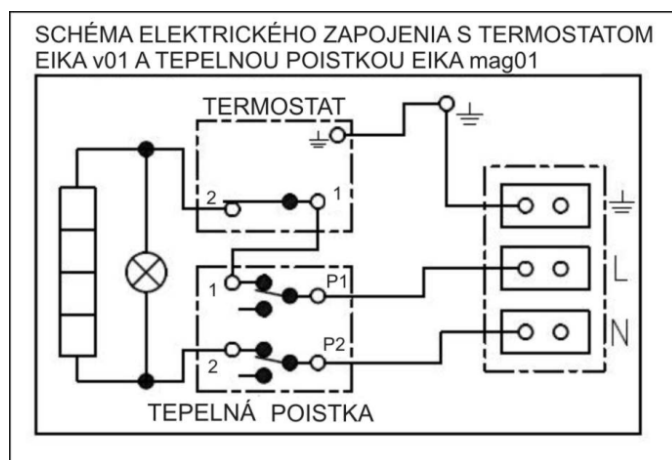 SCHÉMA ELEKTRICKÉHO ZAPOJENIA S TERMOSTATOM
EIKA v01 A TEPELNOU POISTKOU EIKA mag01
TERMOSTAT
2
1
1
P1
L
P2
2
N
TEPELNÁ POISTKA